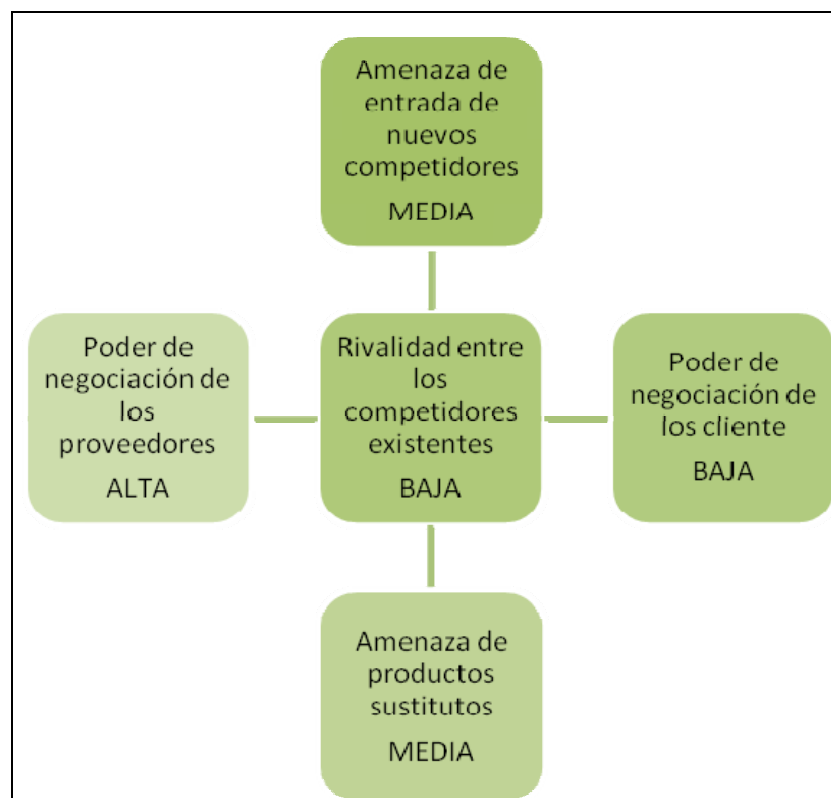 Amenaza de
entrada de
nuevos
competidores
MEDIA
Poder de
negociación de
los
proveedores
ALTA
Rivalidad entre
los
competidores
existentes
BAJA
Poder de
negociación de
los cliente
BAJA
Amenaza de
productos
sustitutos
MEDIA